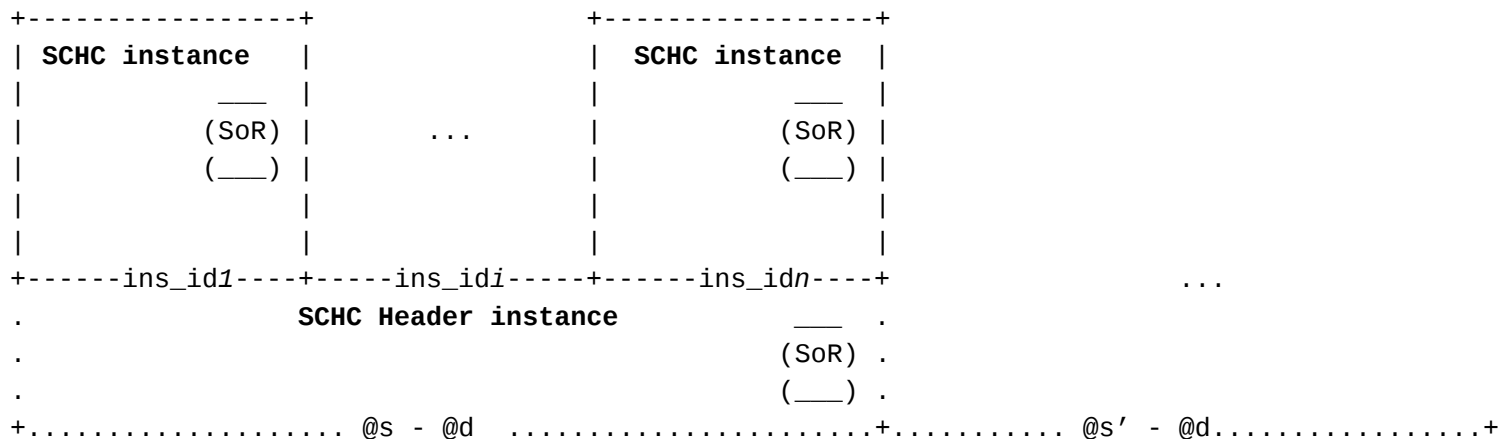 +-----------------+                 +-----------------+
|  SCHC instance   |                 |  SCHC instance  |
|            ___  |                 |            ___  |
|           (SoR) |       ...       |           (SoR) |
|           (___) |                 |           (___) |
|                 |                 |                 |
|                 |                 |                 |
+------ins_id1----+-----ins_idi-----+------ins_idn----+                  ...
.                 SCHC Header instance           ___  .
.                                               (SoR) .
.                                               (___) .
+.................... @s - @d  .......................+............ @s’ - @d.................+